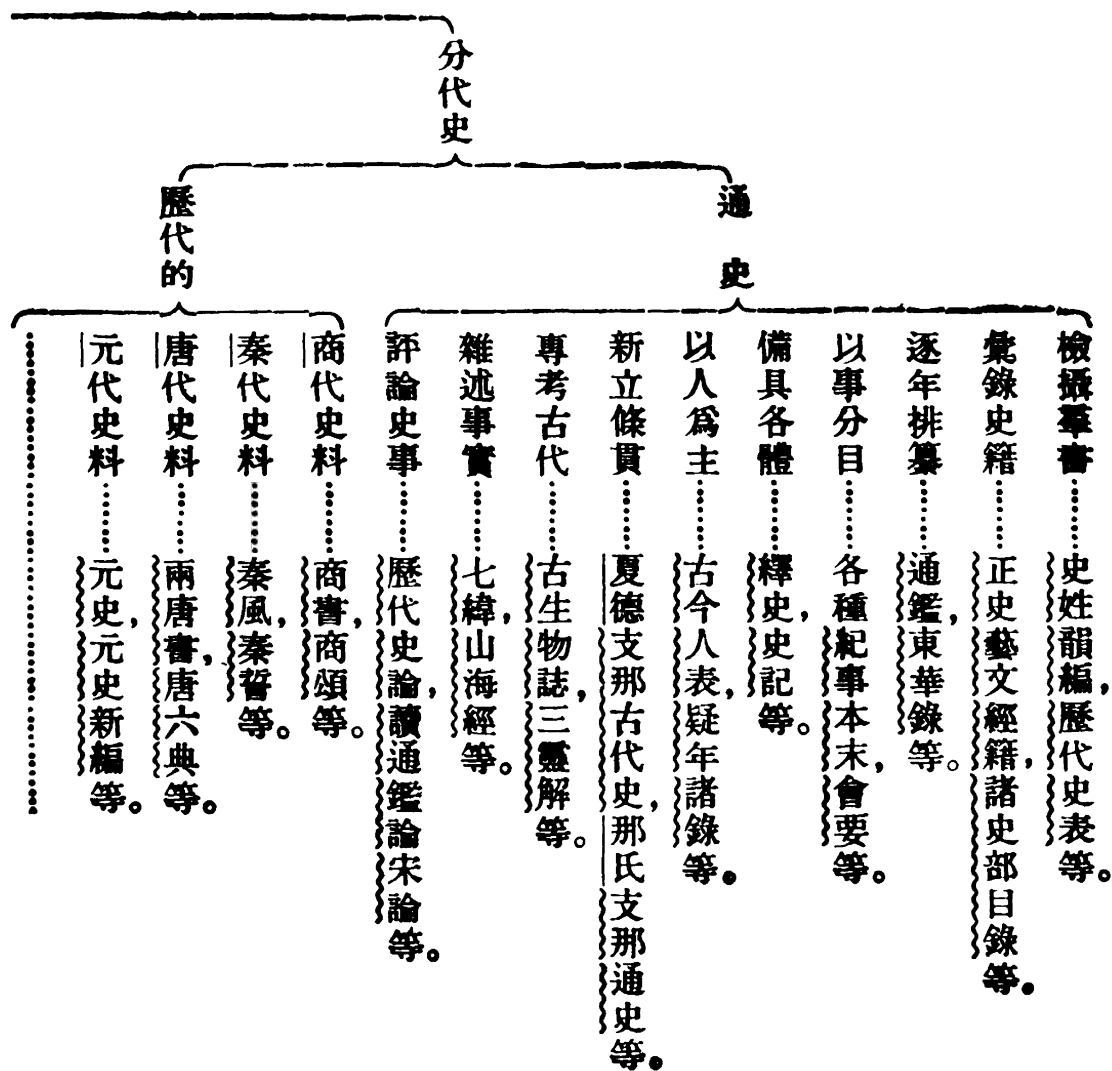 分代史
通史
檢攝羣書……史姓韻編，歷代史表等。
彙錄史籍……正史藝文經籍，諸史部目錄等。
逐年排纂……通鑑，東華錄等。
以事分目……各種紀事本末，會要等。
備具各體……繹史，史記等。
以人爲主……古今人表，疑年諸錄等。
新立條貫……夏德支那古代史，那氏支那通史等。
專考古代……古生物誌，三靈解等。
雜述事實……七緯，山海經等。
評論史事……歷代史論，讀通鑑論宋論等。
歷代的
商代史料……商書，商頌等。
秦代史料……秦風，秦誓等。
唐代史料……兩唐書，唐六典等。
元代史料……元史，元史新編等。